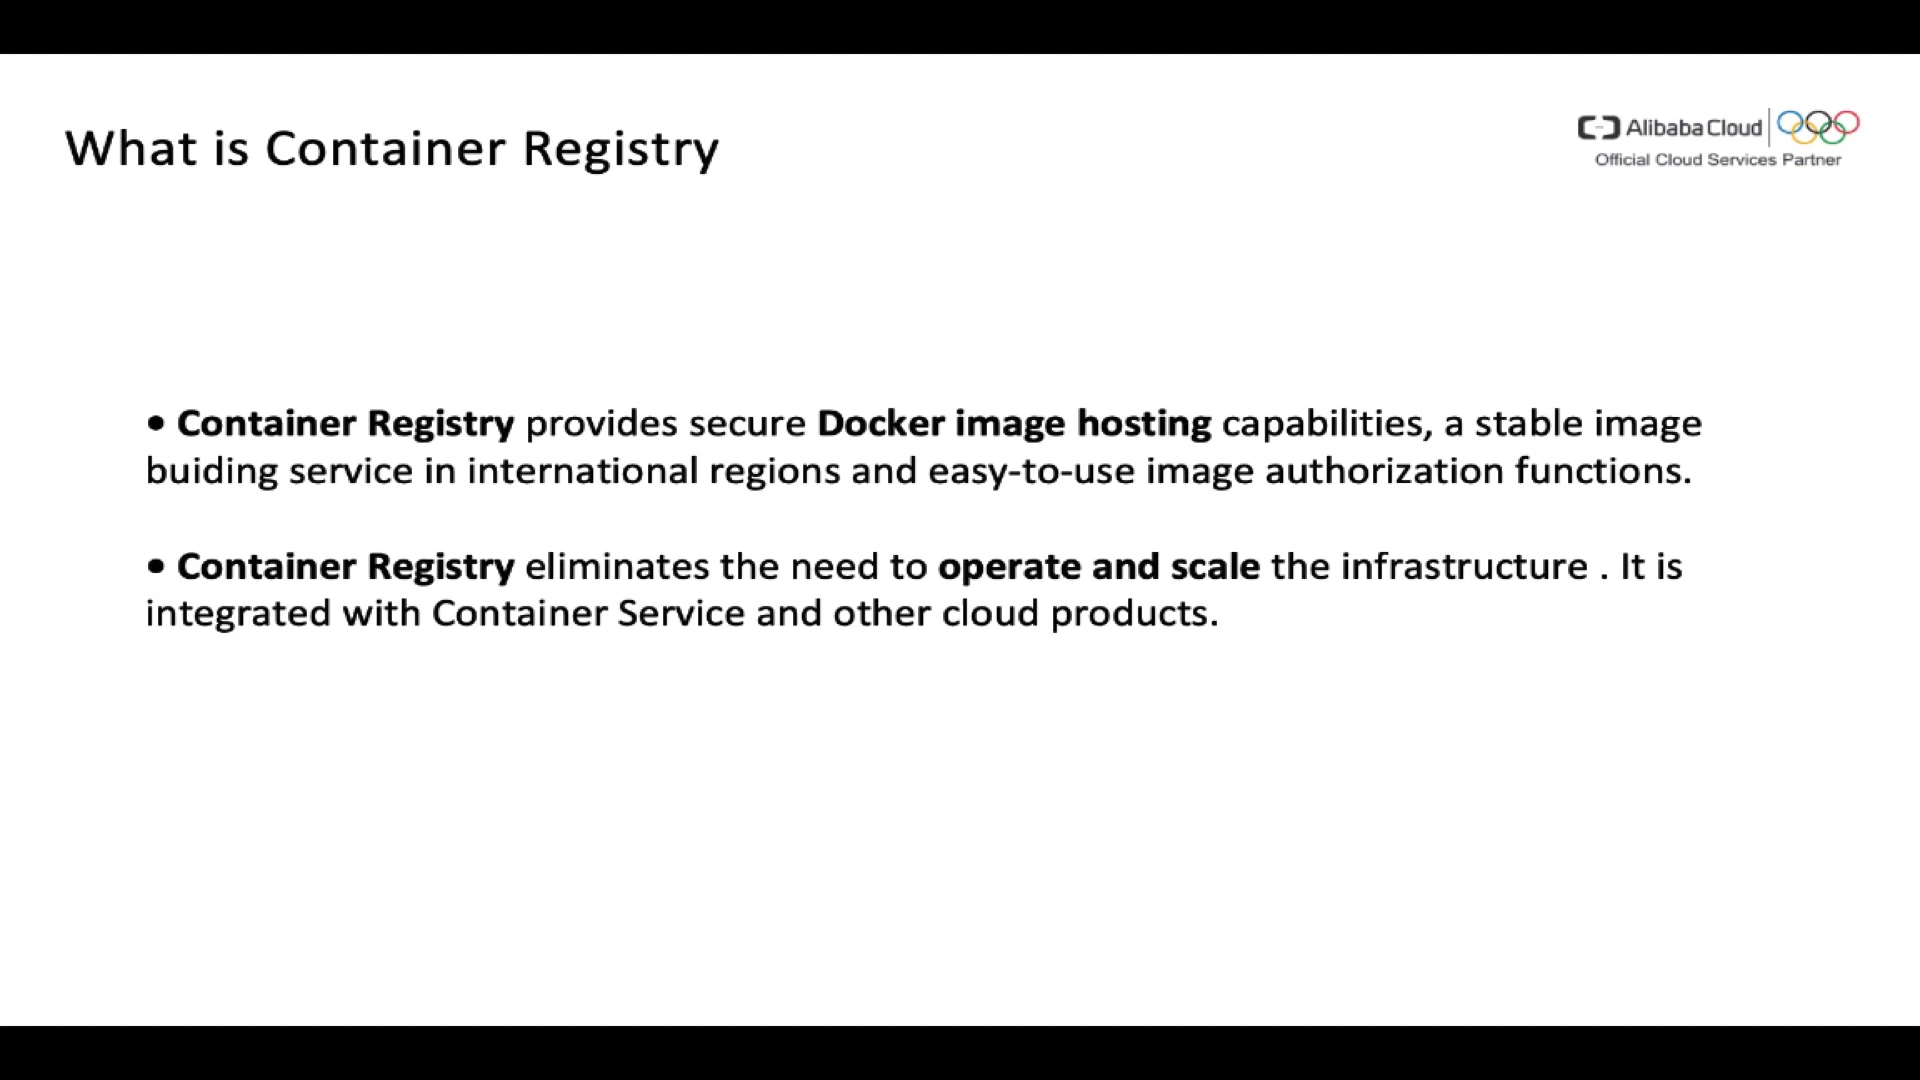 What is Container Registry
Alibaba Cloud
Official Cloud Services Partner
• Container Registry provides secure Docker image hosting capabilities, a stable image
buiding service in international regions and easy-to-use image authorization functions.
• Container Registry eliminates the need to operate and scale the infrastructure . It is
integrated with Container Service and other cloud products.